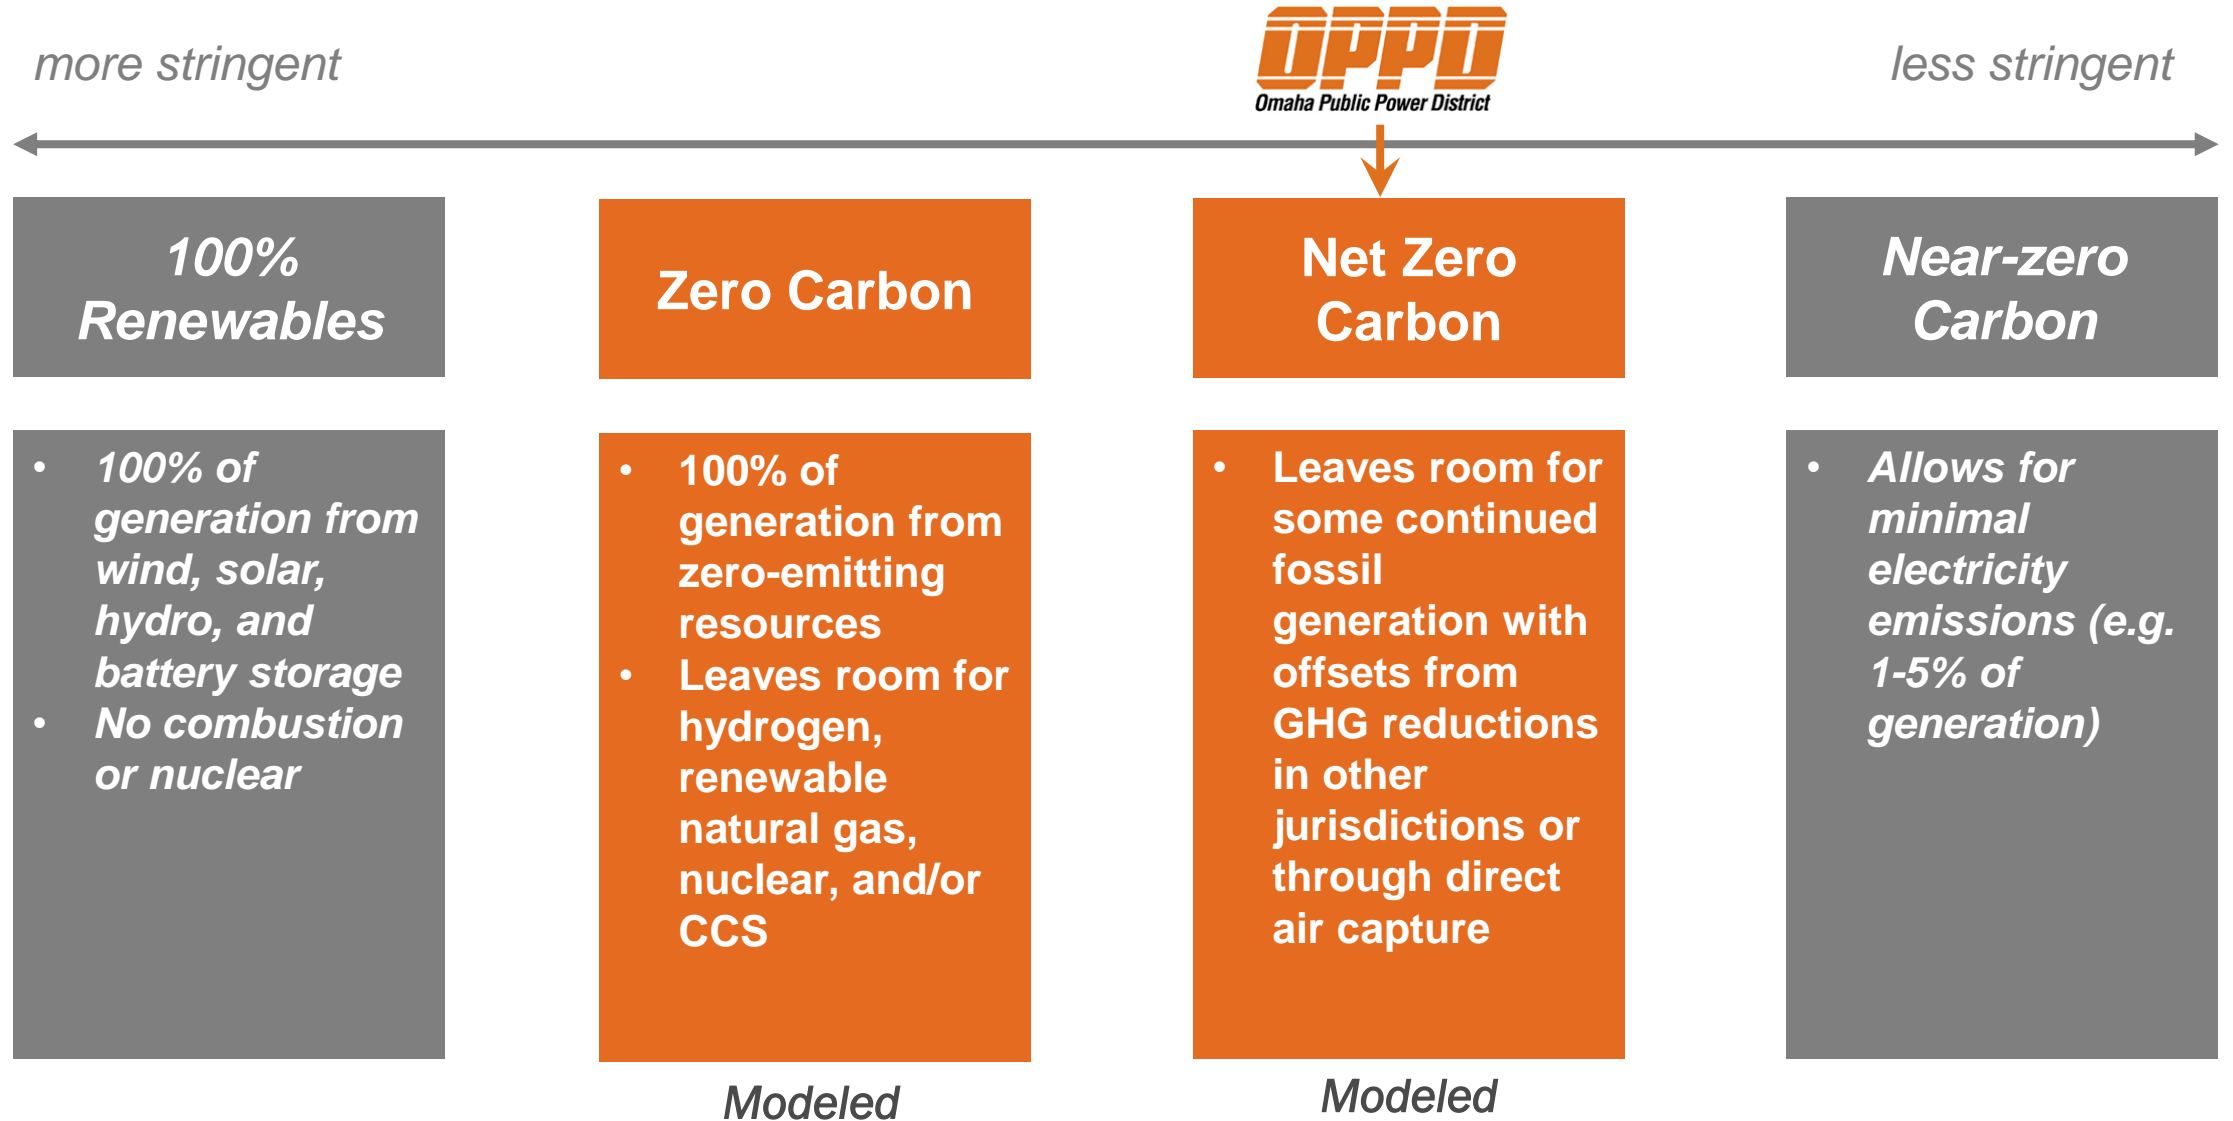 OPPD
Omaha Public Power District
more stringent
less stringent
100%
Renewables
• 100% of
generation from
wind, solar,
hydro, and
battery storage
• No combustion
or nuclear
Zero Carbon
• 100% of
generation from
zero-emitting
resources
• Leaves room for
hydrogen,
renewable
natural gas,
nuclear, and/or
CCS
Modeled
Net Zero
Carbon
• Leaves room for
some continued
fossil
generation with
offsets from
GHG reductions
in other
jurisdictions or
through direct
air capture
Modeled
Near-zero
Carbon
• Allows for
minimal
electricity
emissions (e.g.
1-5% of
generation)